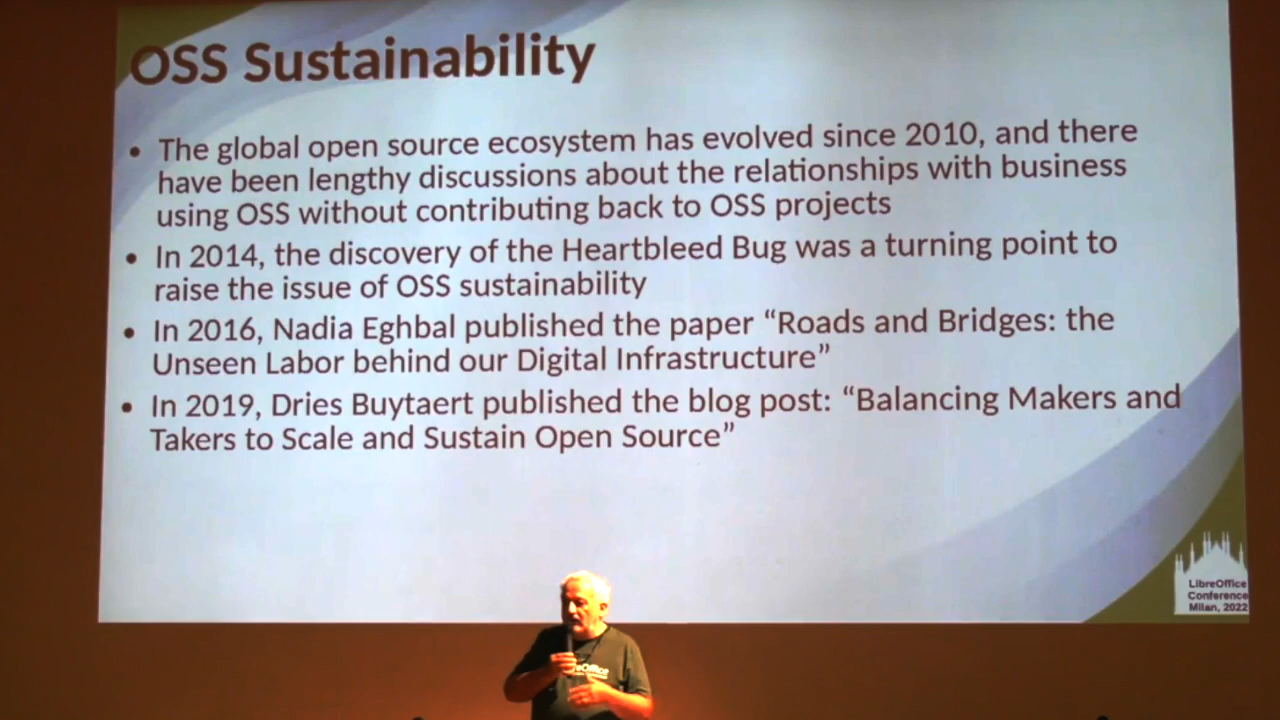 OSS Sustainability
• The global open source ecosystem has evolved since 2010, and there
have been lengthy discussions about the relationships with business
using OSS without contributing back to OSS projects
• In 2014, the discovery of the Heartbleed Bug was a turning point to
raise the issue of OSS sustainability
• In 2016, Nadia Eghbal published the paper “Roads and Bridges: the
Unseen Labor behind our Digital Infrastructure”
• In 2019, Dries Buytaert published the blog post: “Balancing Makers and
Takers to Scale and Sustain Open Source”
LibreOffice
Conference
Milan, 2022